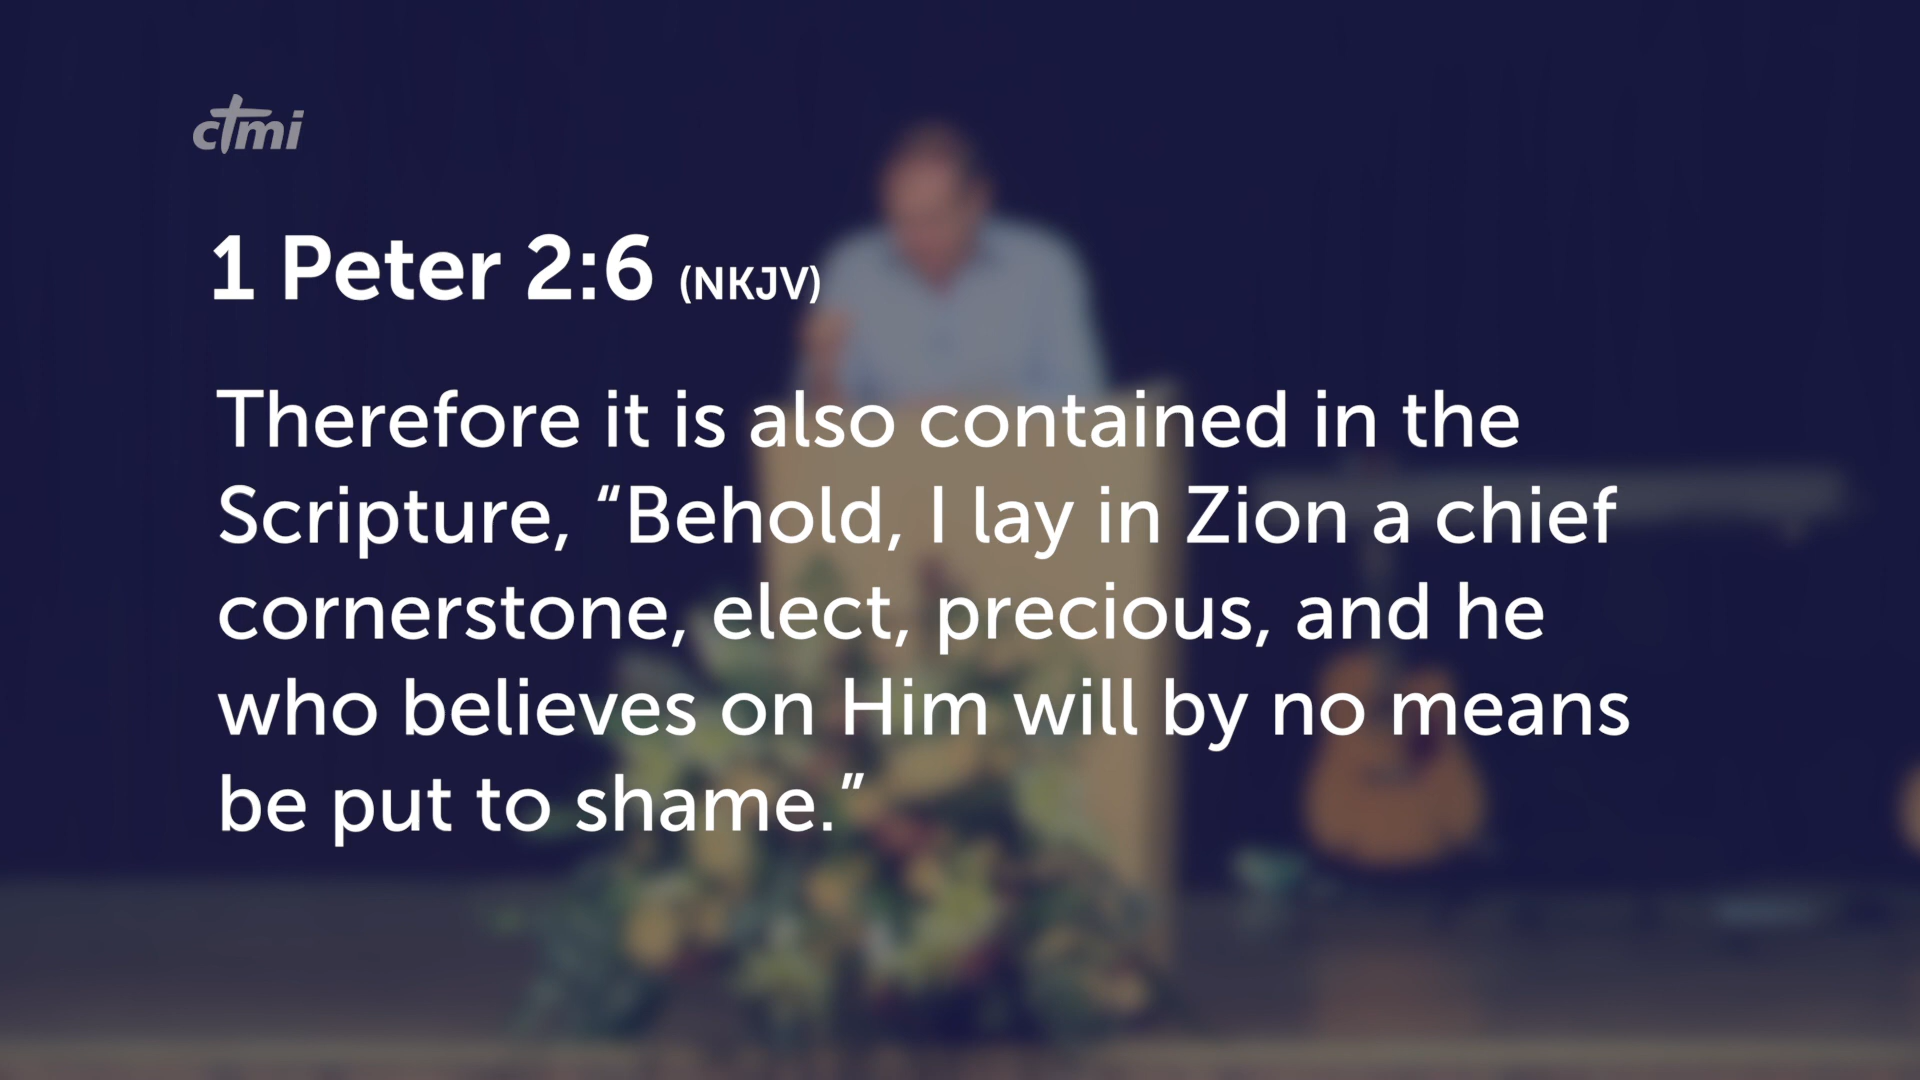 ctmi
1 Peter 2:6 (NKJV)
Therefore it is also contained in the
Scripture, “Behold, I lay in Zion a chief
cornerstone, elect, precious, and he
who believes on Him will by no means
be put to shame.”